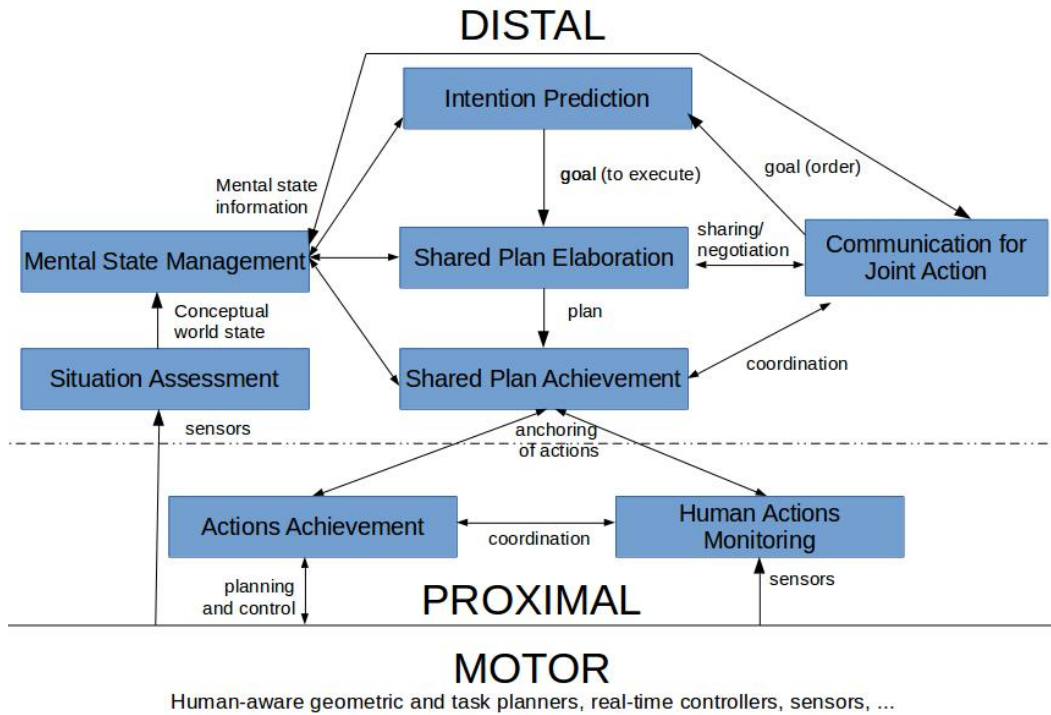 DISTAL
Intention Prediction
goal (to execute)
goal (order)
Mental state
information
sharing/
negotiation
Mental State Management
Shared Plan Elaboration
Communication for
Joint Action
Conceptual
world state
plan
Situation Assessment
Shared Plan Achievement
coordination
sensors
anchoring
of actions
Actions Achievement
coordination
Human Actions
Monitoring
planning
and control
sensors
PROXIMAL
MOTOR
Human-aware geometric and task planners, real-time controllers, sensors, ...